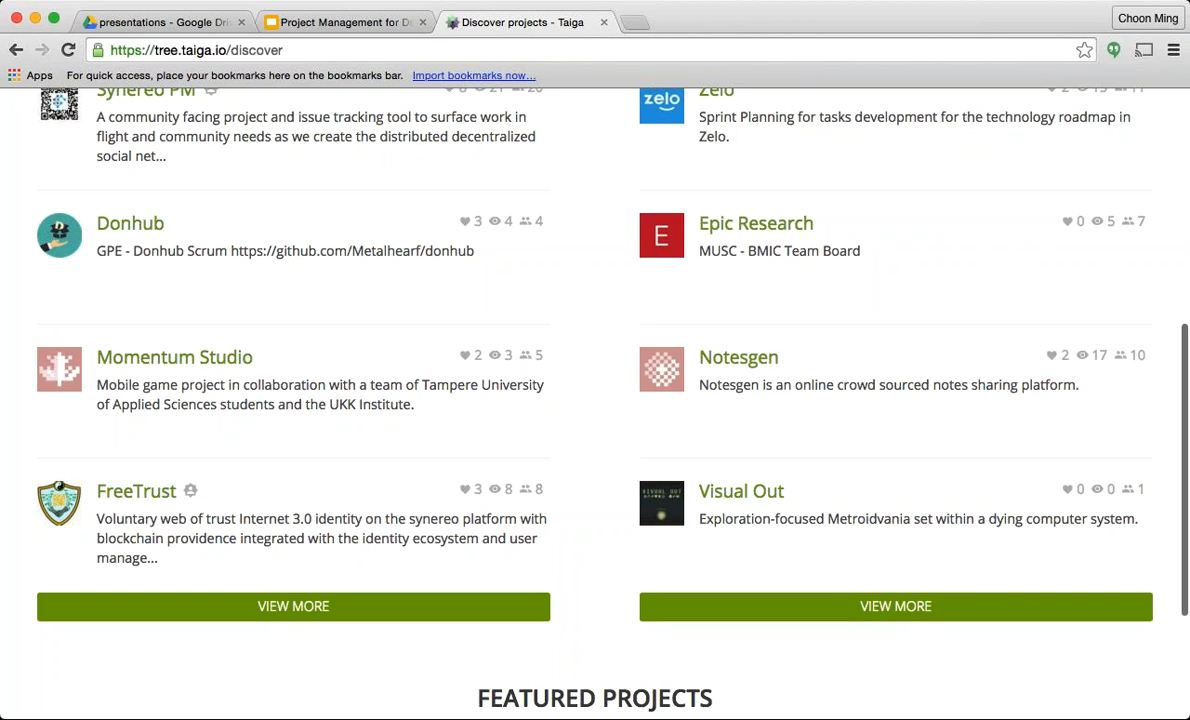 presentations - Google Dri
Project Management for D
Discover projects - Taiga
Choon Ming
https://tree.taiga.io/discover
Apps
For quick access, place your bookmarks here on the bookmarks bar.
Import bookmarks now...
Synereo PM
A community facing project and issue tracking tool to surface work in
flight and community needs as we create the distributed decentralized
social net...
Zelo
zelo
Sprint Planning for tasks development for the technology roadmap in
Zelo.
Donhub
3 4 4
GPE - Donhub Scrum https://github.com/Metalhearf/donhub
E
Epic Research
0 5 7
MUSC - BMIC Team Board
Momentum Studio
2 3 5
Mobile game project in collaboration with a team of Tampere University
of Applied Sciences students and the UKK Institute.
Notesgen
2 17 10
Notesgen is an online crowd sourced notes sharing platform.
FreeTrust
3 8 8
Voluntary web of trust Internet 3.0 identity on the synereo platform with
blockchain providence integrated with the identity ecosystem and user
manage...
VISUAL OUT
Visual Out
0 0 1
Exploration-focused Metroidvania set within a dying computer system.
VIEW MORE
VIEW MORE
FEATURED PROJECTS